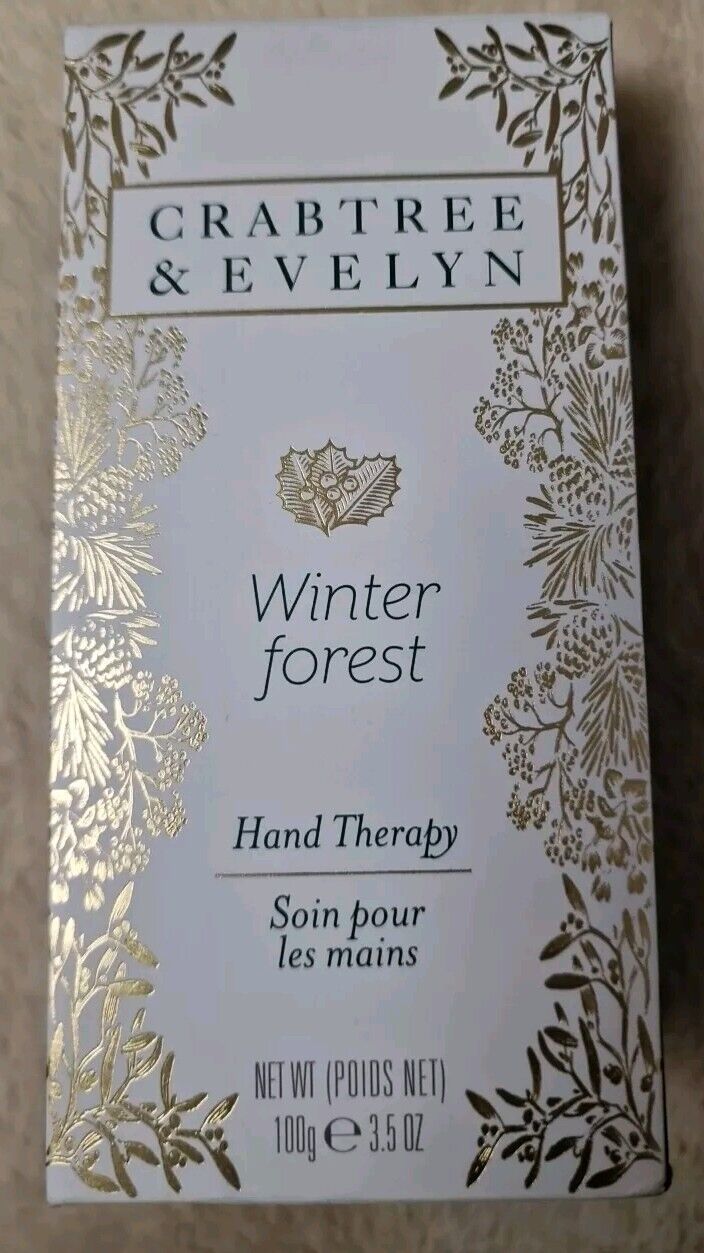 CRABTREE
& EVELYN
Winter
forest
Hand Therapy
Soin pour
les mains
NET WT (POIDS NET)
100g ℮ 3.5 OZ